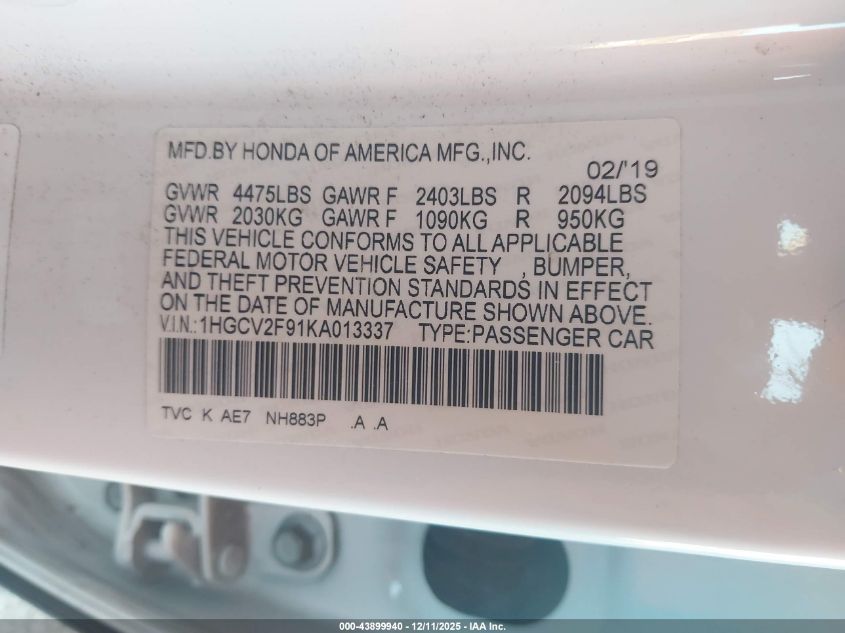 MFD.BY HONDA OF AMERICA MFG.,INC.
02/'19
GVWR 4475LBS GAWR F 2403LBS R 2094LBS
GVWR 2030KG GAWR F 1090KG R 950KG
THIS VEHICLE CONFORMS TO ALL APPLICABLE
FEDERAL MOTOR VEHICLE SAFETY , BUMPER,
AND THEFT PREVENTION STANDARDS IN EFFECT
ON THE DATE OF MANUFACTURE SHOWN ABOVE.
V.I.N.:1HGCV2F91KA013337 TYPE:PASSENGER CAR
TVC K AE7 NH883P .A .A
000-43899940 - 12/11/2025 - IAA Inc.